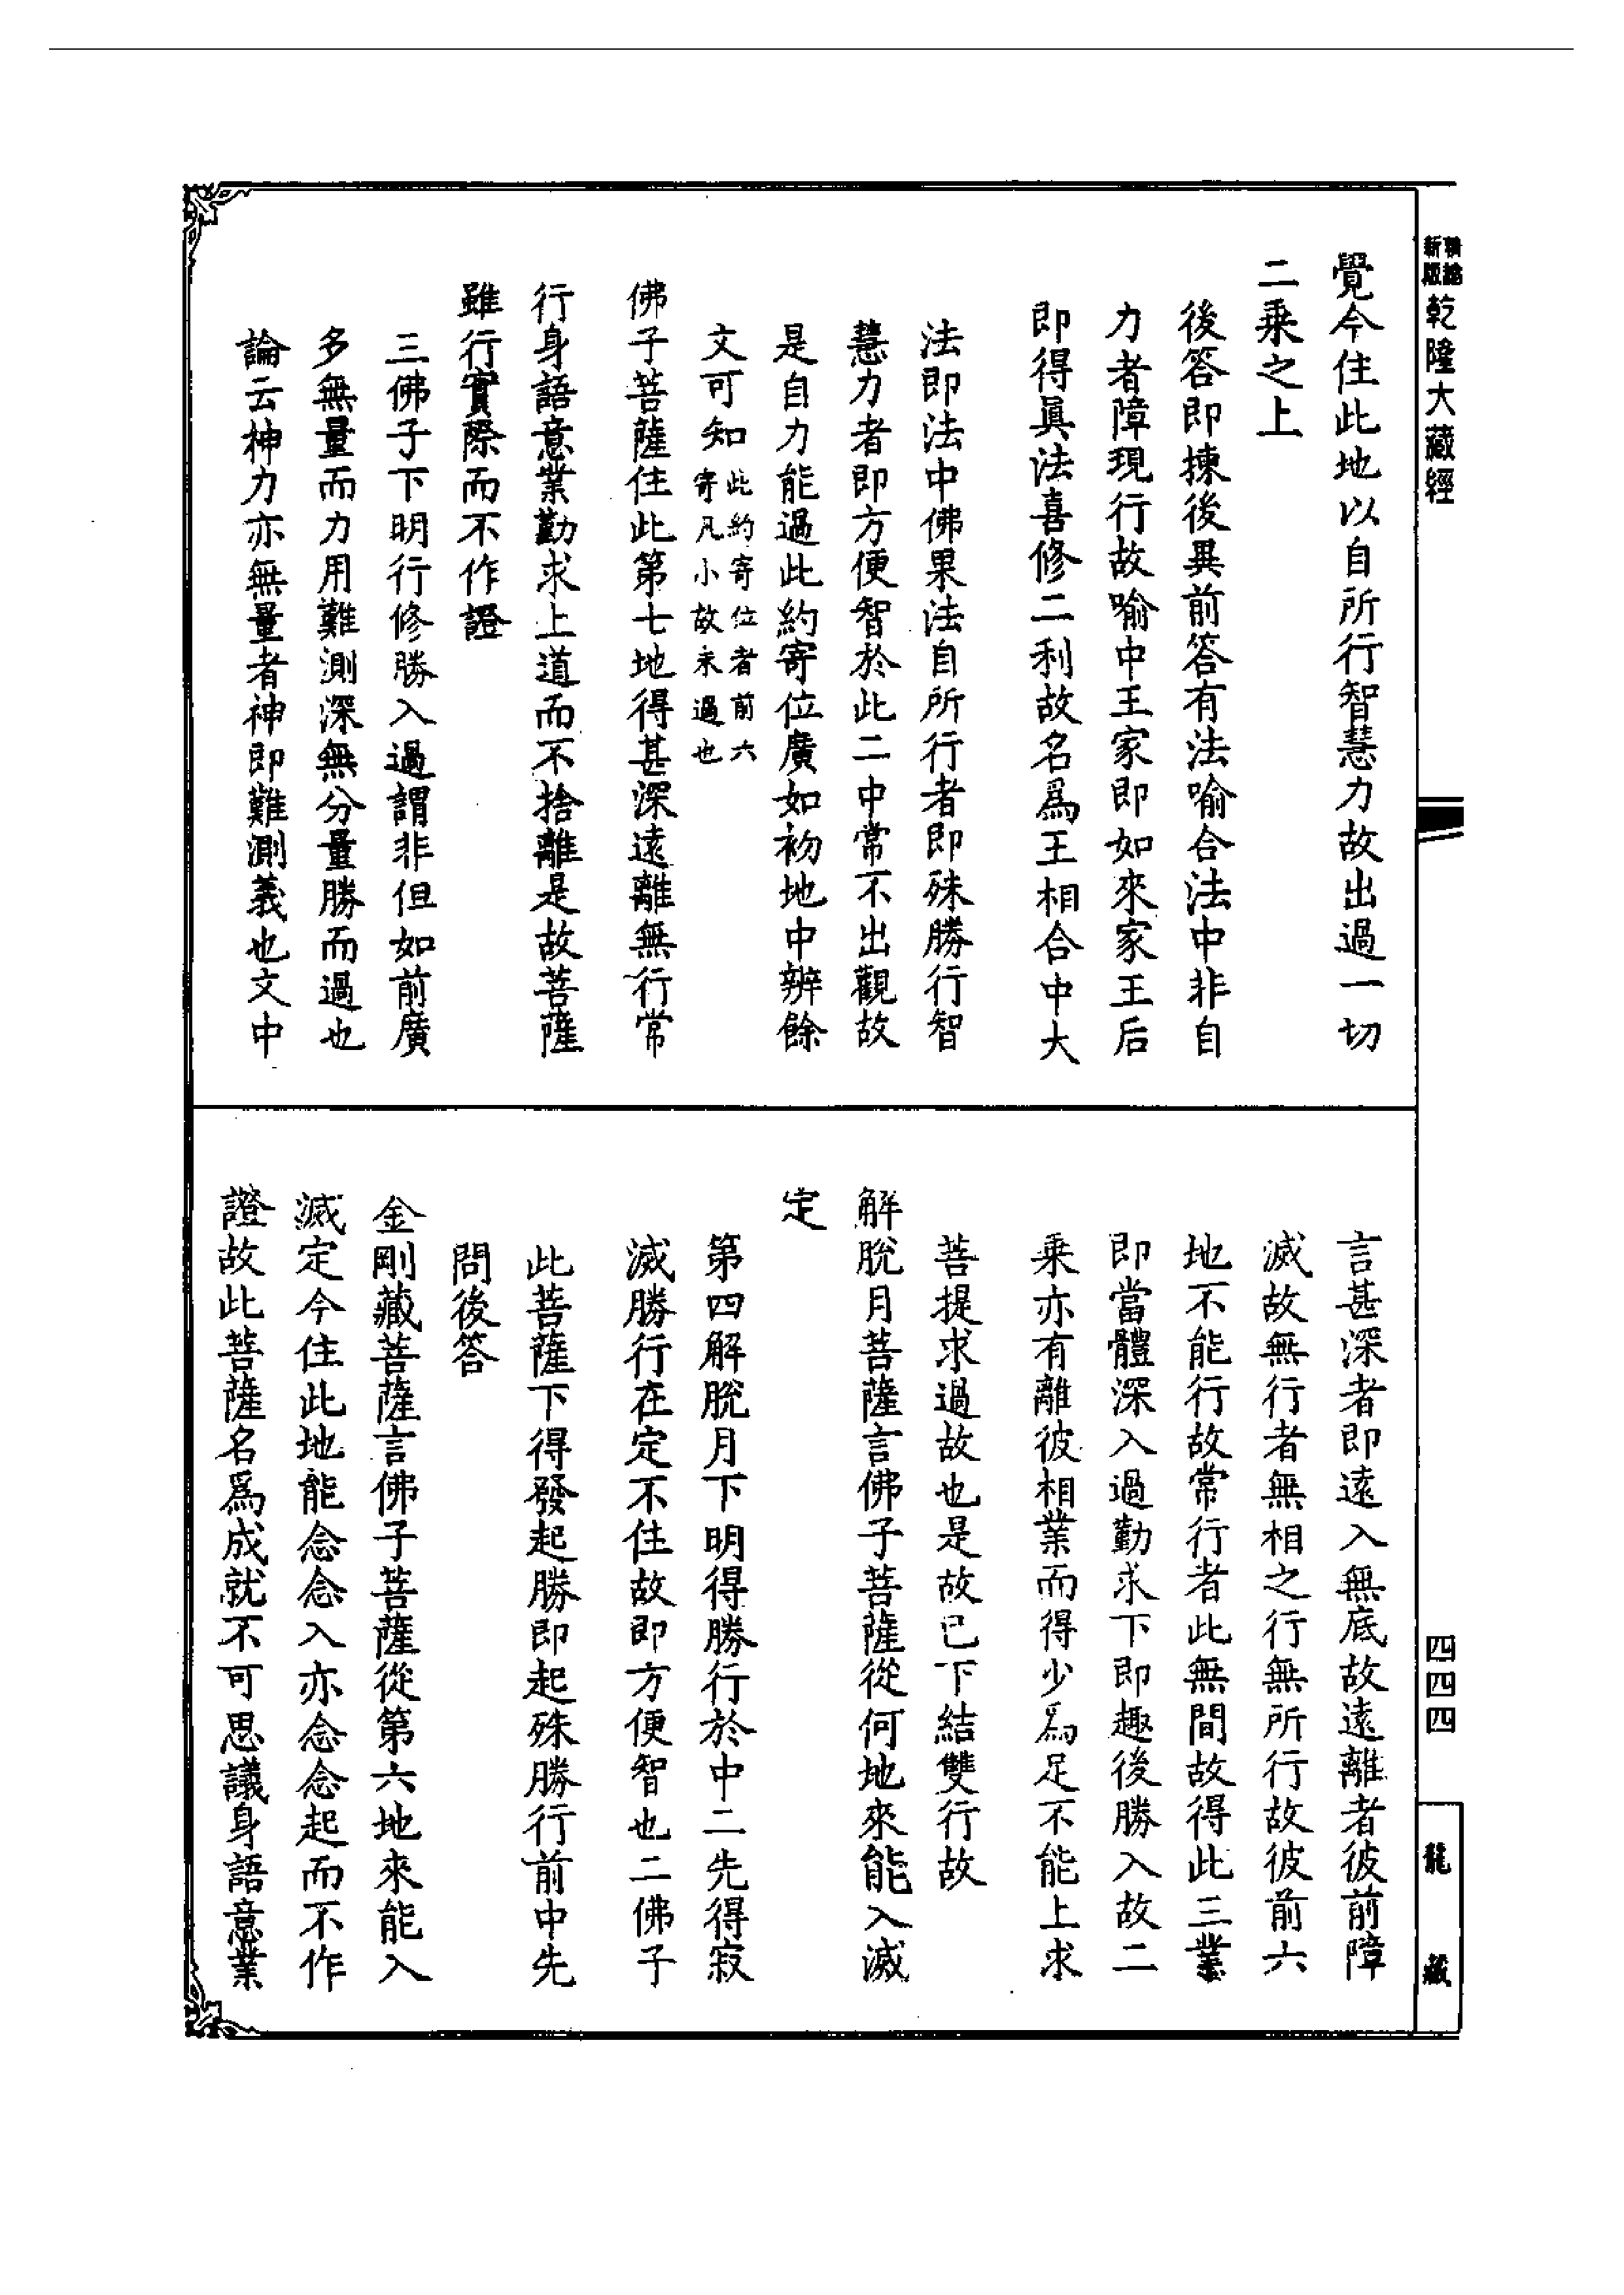 新版
乾隆大藏經
覺今住此地以自所行智慧力故出過一切
二乘之上
後答即揀後異前答有法喻合法中非自
力者障現行故喻中王家即如來家王后
即得眞法喜修二利故名爲王相合中大
法即法中佛果法自所行者即殊勝行智
慧力者即方便智於此二中常不出觀故
是自力能過此約寄位廣如初地中辨餘
文可知此約寄位者前六
寄凡小故未過也
佛子菩薩住此第七地得甚深遠離無行常
行身語意業勤求上道而不捨離是故菩薩
雖行實際而不作證
三佛子下明行修勝入過謂非但如前廣
多無量而力用難測深無分量勝而過也
論云神力亦無量者神即難測義也文中
言甚深者即遠入無底故遠離者彼前障
滅故無行者無相之行無所行故彼前六
地不能行故常行者此無間故得此三業
即當體深入過勤求下即趣後勝入故二
乘亦有離彼相業而得少爲足不能上求
菩提求過故也是故已下結雙行故
解脫月菩薩言佛子菩薩從何地來能入滅
定
第四解脫月下明得勝行於中二先得寂
滅勝行在定不住故即方便智也二佛子
此菩薩下得發起勝即起殊勝行前中先
問後答
金剛藏菩薩言佛子菩薩從第六地來能入
滅定今住此地能念念入亦念念起而不作
證故此菩薩名爲成就不可思議身語意業
四四四
龍藏